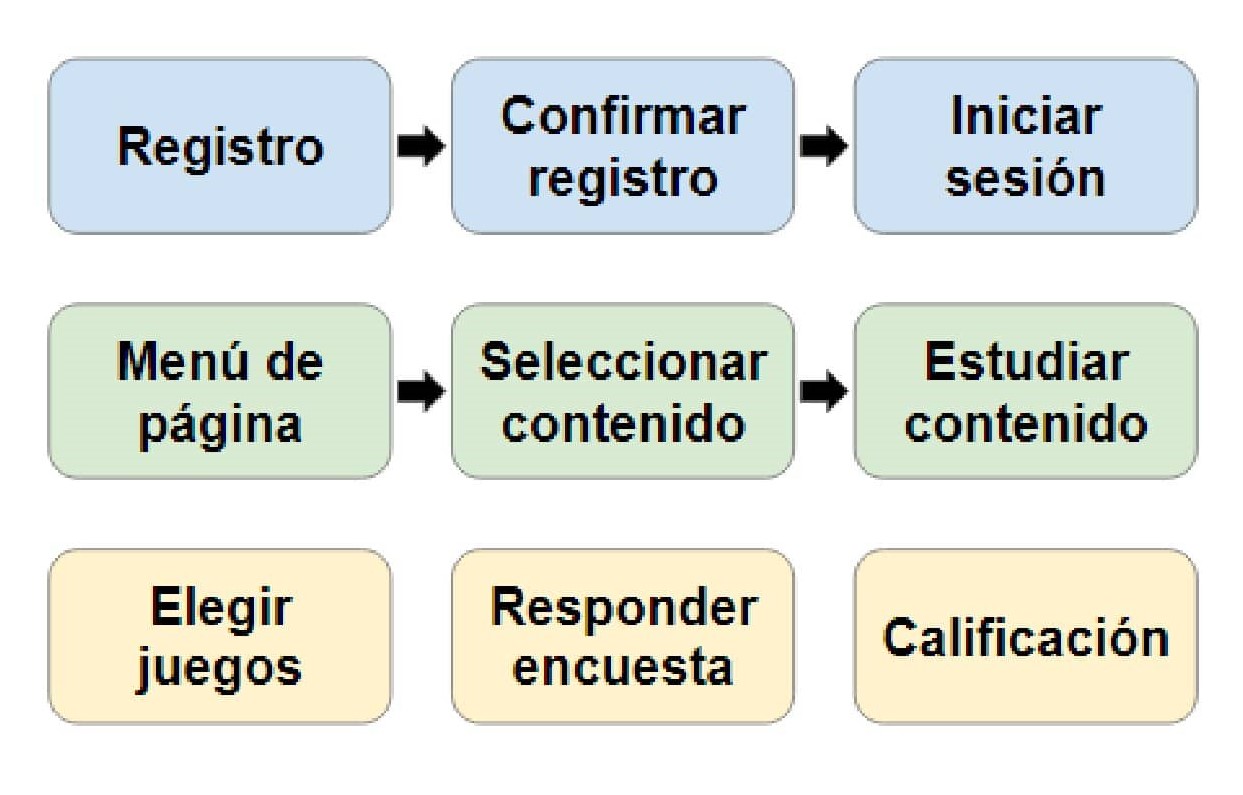 Registro
Confirmar
registro
Iniciar
sesión
Menú de
página
Seleccionar
contenido
Estudiar
contenido
Elegir
juegos
Responder
encuesta
Calificación